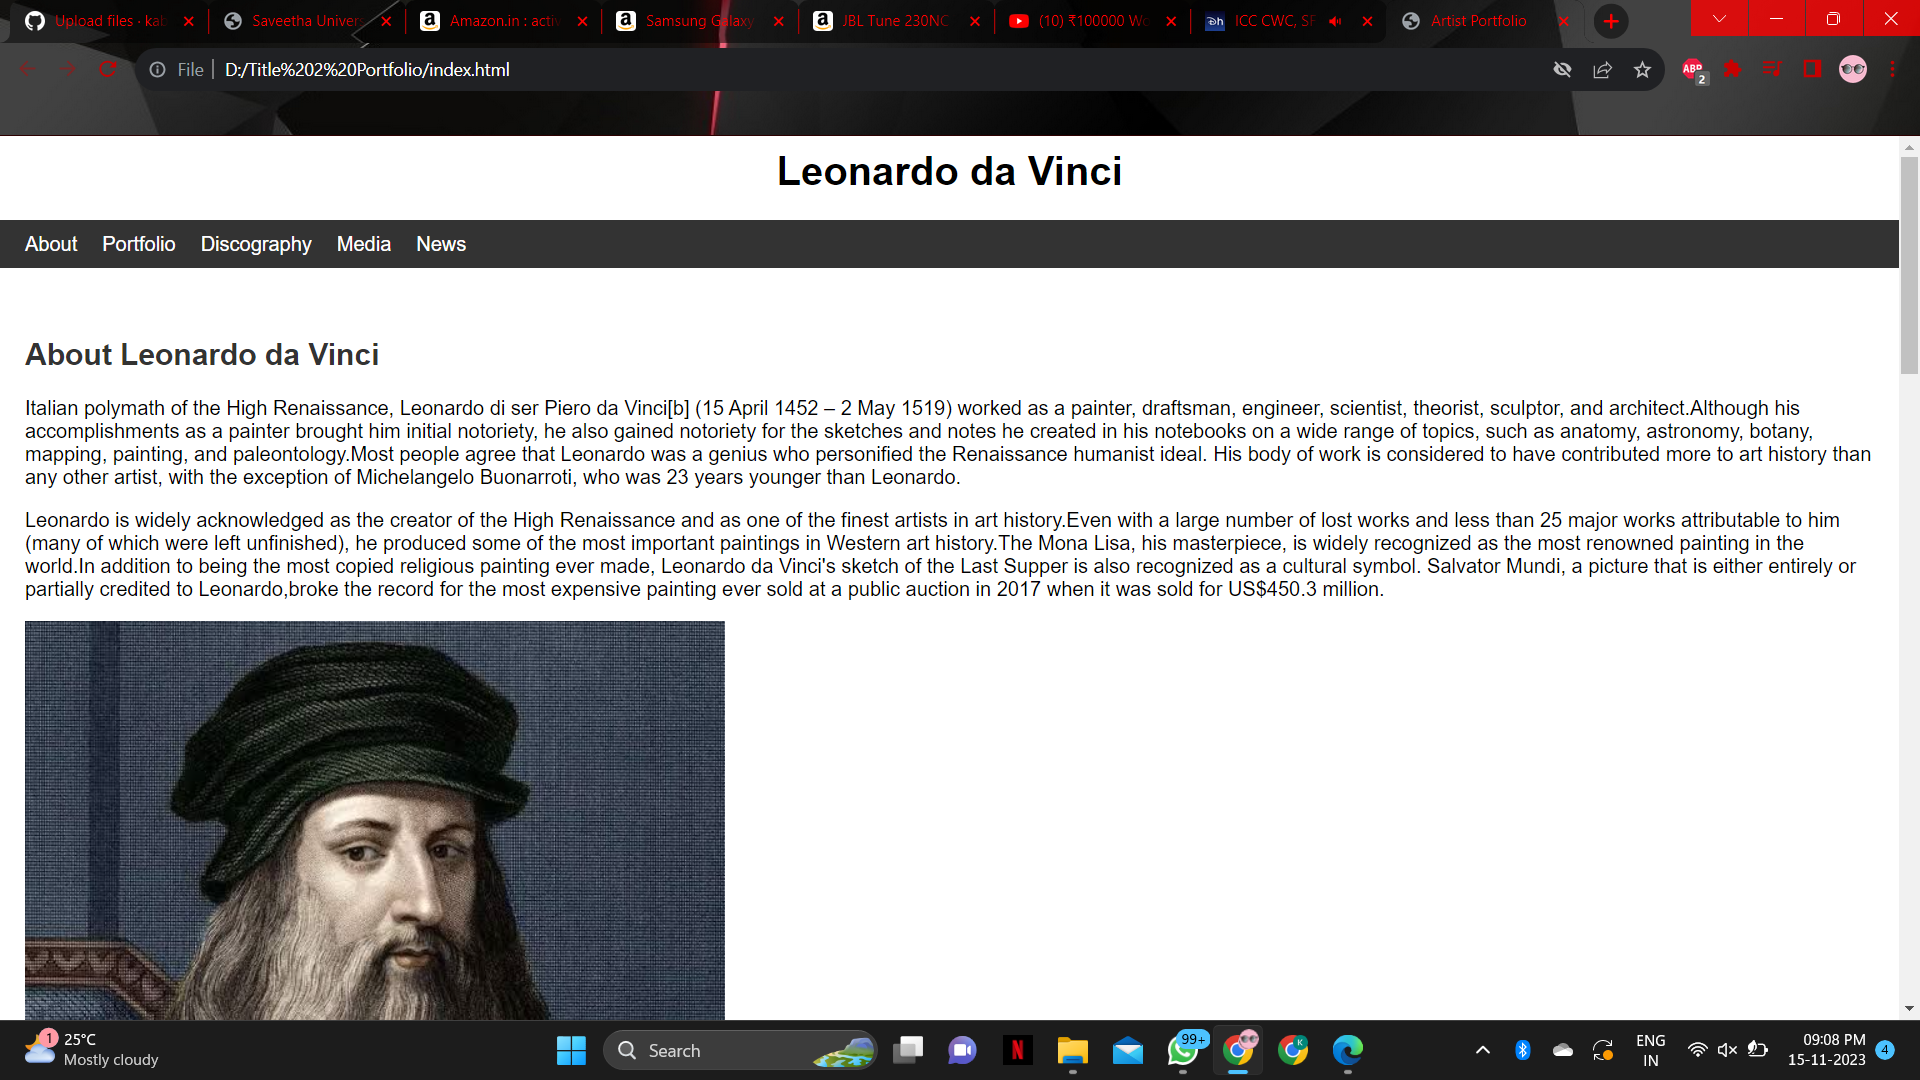 Upload files · kab
Saveetha Univers
Amazon.in : activ
Samsung Galaxy
JBL Tune 230NC
(10) ₹100000 Wo
ICC CWC, SF
Artist Portfolio
File
D:/Title%202%20Portfolio/index.html
ABP
2
Leonardo da Vinci
About
Portfolio
Discography
Media
News
About Leonardo da Vinci
Italian polymath of the High Renaissance, Leonardo di ser Piero da Vinci[b] (15 April 1452 – 2 May 1519) worked as a painter, draftsman, engineer, scientist, theorist, sculptor, and architect.Although his
accomplishments as a painter brought him initial notoriety, he also gained notoriety for the sketches and notes he created in his notebooks on a wide range of topics, such as anatomy, astronomy, botany,
mapping, painting, and paleontology.Most people agree that Leonardo was a genius who personified the Renaissance humanist ideal. His body of work is considered to have contributed more to art history than
any other artist, with the exception of Michelangelo Buonarroti, who was 23 years younger than Leonardo.
Leonardo is widely acknowledged as the creator of the High Renaissance and as one of the finest artists in art history.Even with a large number of lost works and less than 25 major works attributable to him
(many of which were left unfinished), he produced some of the most important paintings in Western art history.The Mona Lisa, his masterpiece, is widely recognized as the most renowned painting in the
world.In addition to being the most copied religious painting ever made, Leonardo da Vinci's sketch of the Last Supper is also recognized as a cultural symbol. Salvator Mundi, a picture that is either entirely or
partially credited to Leonardo,broke the record for the most expensive painting ever sold at a public auction in 2017 when it was sold for US$450.3 million.
1
25°C
Mostly cloudy
Search
N
99+
K
ENG
IN
09:08 PM
15-11-2023
4